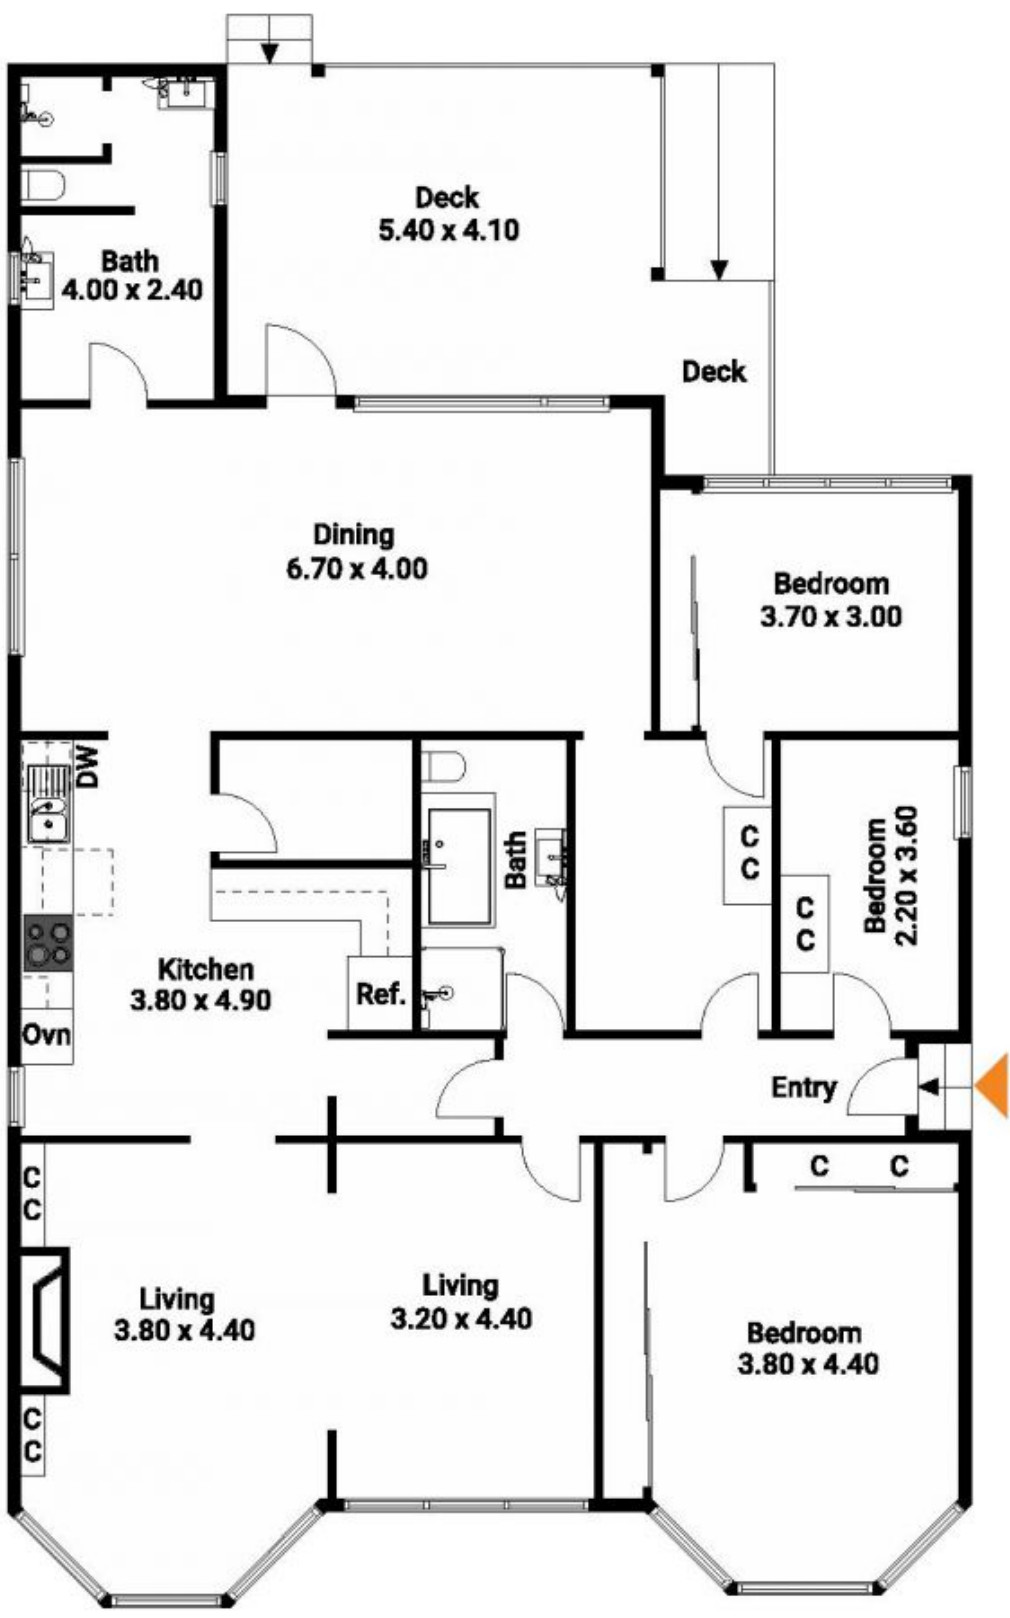 Deck
5.40 x 4.10
Bath
4.00 x 2.40
Deck
Dining
6.70 x 4.00
Bedroom
3.70 x 3.00
DW
Bath
C
C
Bedroom
2.20 x 3.60
C
C
Kitchen
3.80 x 4.90
Ref.
Ovn
Entry
C
C
C C
Living
3.80 x 4.40
Living
3.20 x 4.40
Bedroom
3.80 x 4.40
C
C